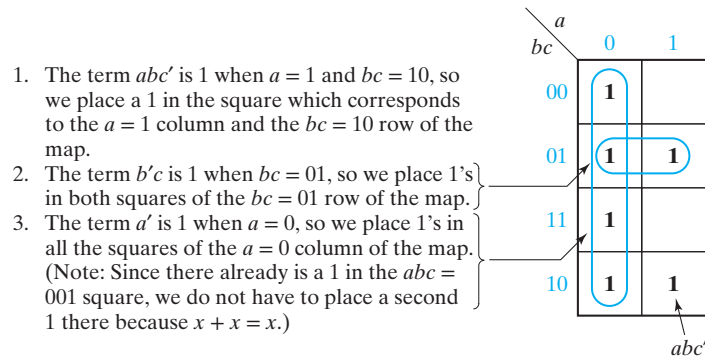 1. The term abc′ is 1 when a = 1 and bc = 10, so
we place a 1 in the square which corresponds
to the a = 1 column and the bc = 10 row of the
map.
2. The term b′c is 1 when bc = 01, so we place 1’s
in both squares of the bc = 01 row of the map.
3. The term a′ is 1 when a = 0, so we place 1’s in
all the squares of the a = 0 column of the map.
(Note: Since there already is a 1 in the abc =
001 square, we do not have to place a second
1 there because x + x = x.)
a
bc 0 1
00 1
01 1 1
11 1
10 1 1
abc′